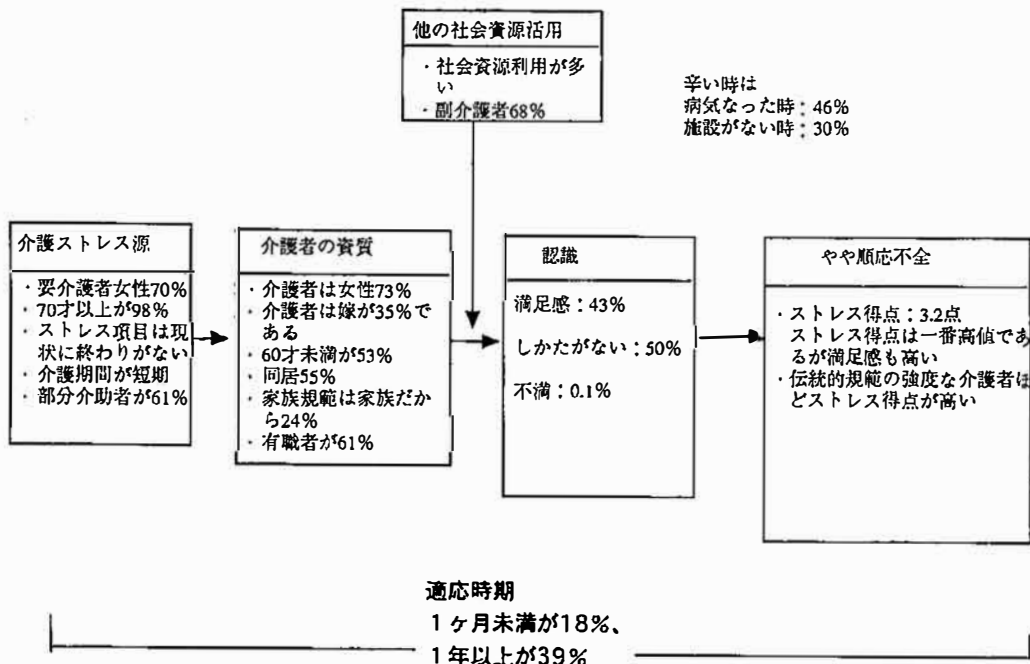 他の社会資源活用
・社会資源利用が多
い
・副介護者68%
辛い時は
病気なった時：46%
施設がない時：30%
介護ストレス源
・要介護者女性70%
・70才以上が98%
・ストレス項目は現
状に終わりがない
・介護期間が短期
・部分介助者が61%
介護者の資質
・介護者は女性73%
・介護者は嫁が35%で
ある
・60才未満が53%
・同居55%
・家族規範は家族だか
ら24%
・有職者が61%
認識
満足感：43%
しかたがない：50%
不満：0.1%
やや順応不全
・ストレス得点：3.2点
ストレス得点は一番高値であ
るが満足感も高い
・伝統的規範の強度な介護者ほ
どストレス得点が高い
適応時期
1ヶ月未満が18%、
1年以上が39%